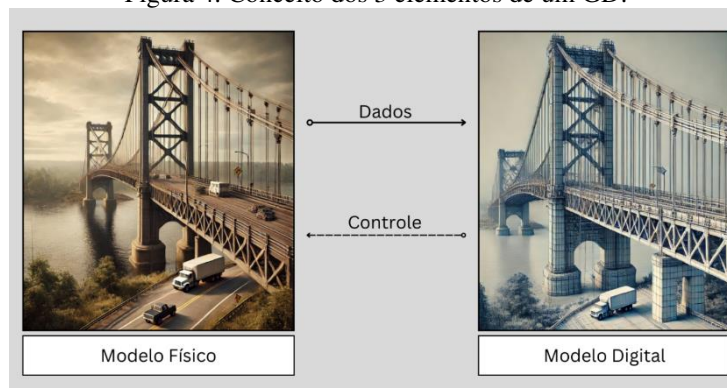 Figura 4. Conceito dos 3 elementos de um GD.
Dados
Controle
Modelo Físico
Modelo Digital